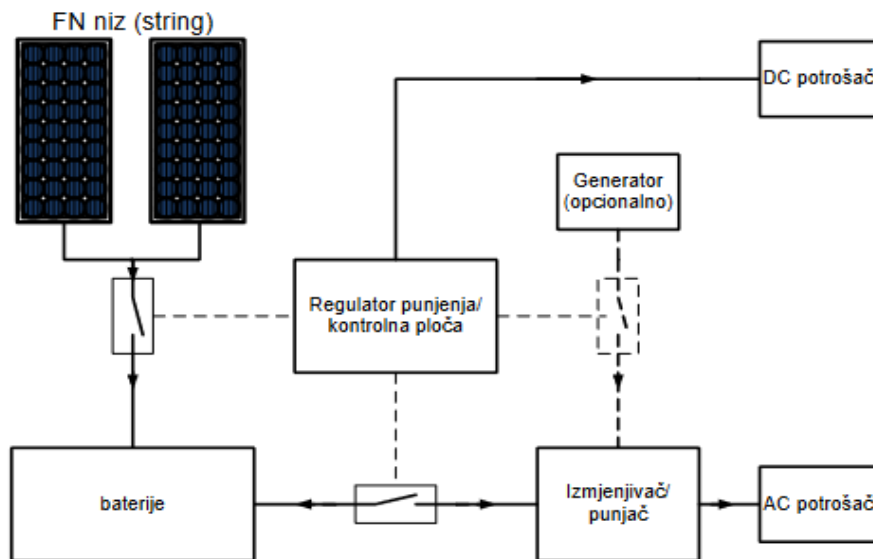 FN niz (string)
DC potrošač
Generator
(opcionalno)
Regulator punjenja/
kontrolna ploča
baterije
Izmjenjivač/
punjač
AC potrošač